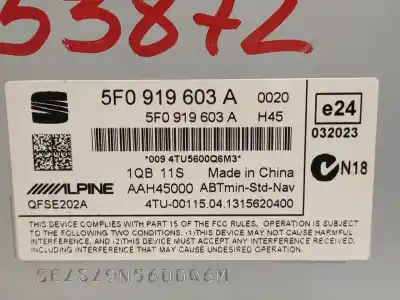 53872
5F0 919 603 A 0020
5F0 919 603 A H45
e24
032023
*009 4TU5600Q6M3*
N18
1QB 11S Made in China
ALPINE AAH45000 ABTmin-Std-Nav
QFSE202A 4TU-00115.04.1315620400
THIS DEVICE COMPLIES WITH PART 15 OF THE FCC RULES. OPERATION IS SUBJECT
TO THE FOLLOWING TWO CONDITIONS:(1)THIS DEVICE MAY NOT CAUSE HARMFUL
INTERFERENCE, AND (2)THIS DEVICE MUST ACCEPT ANY INTERFERENCE
RECEIVED, INCLUDING INTERFERENCE THAT MAY CAUSE UNDESIRED OPERATION.